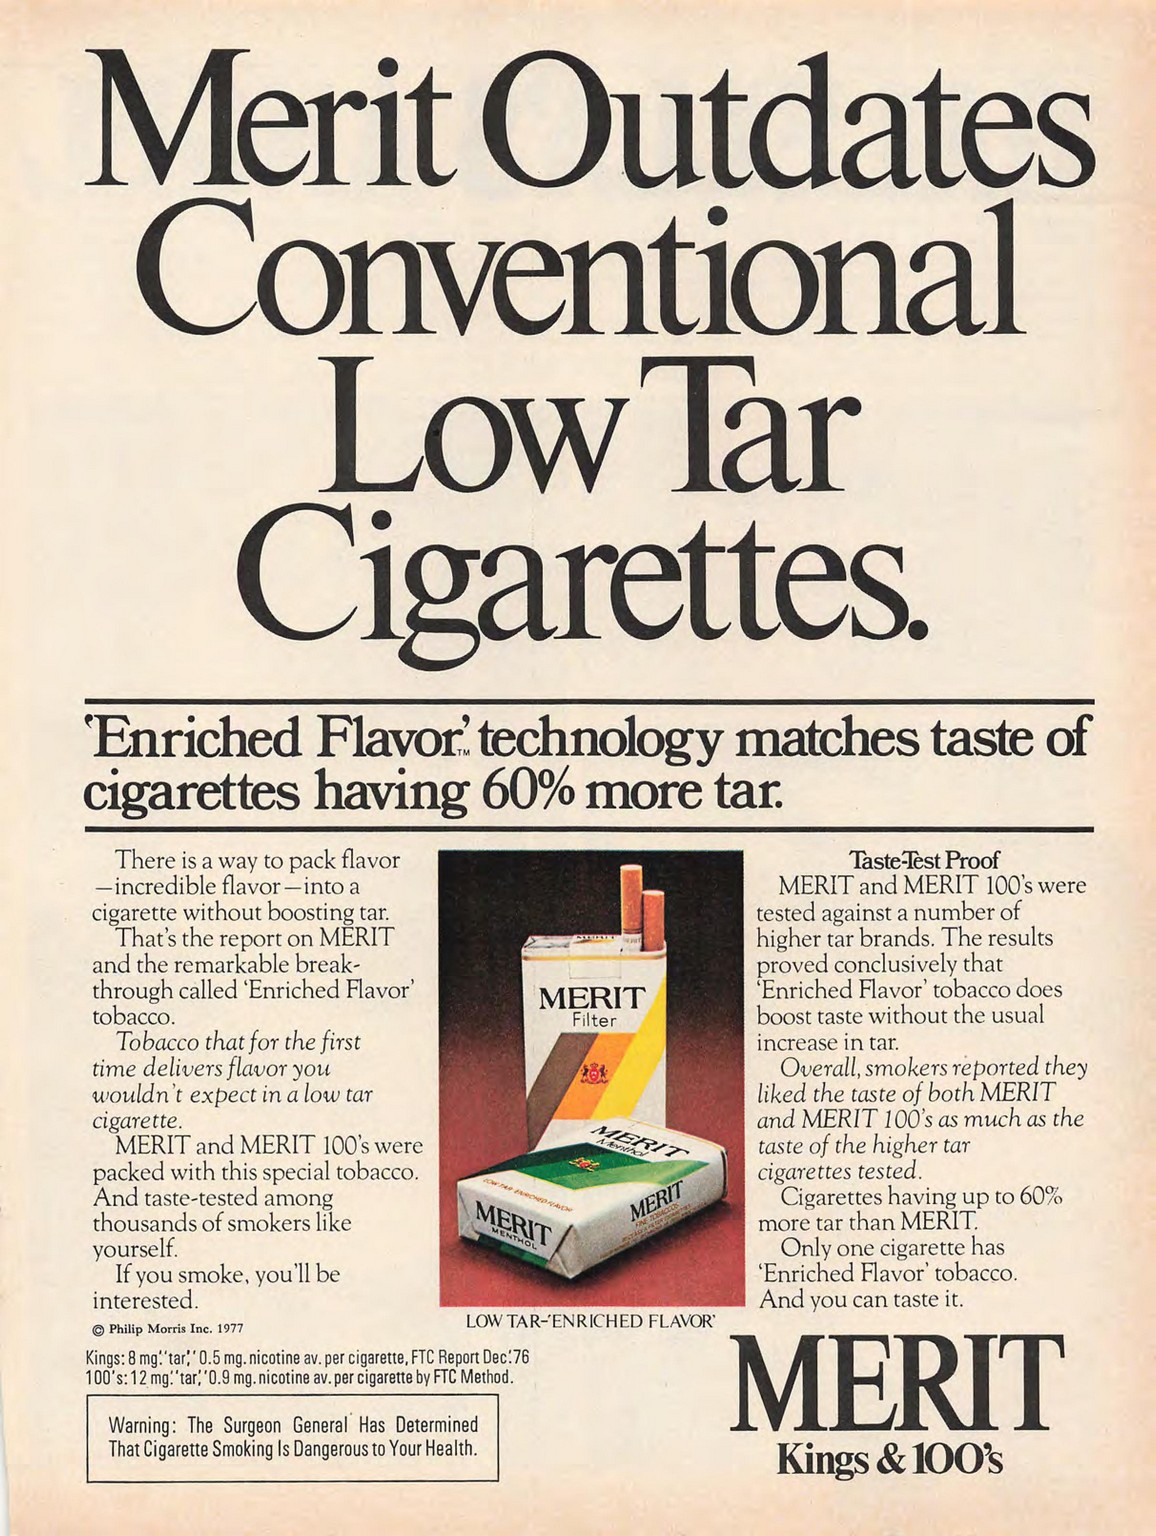 Merit Outdates
Conventional
Low Tar
Cigarettes.
‘Enriched Flavor,’™ technology matches taste of
cigarettes having 60% more tar.
There is a way to pack flavor
—incredible flavor—into a
cigarette without boosting tar.
That's the report on MERIT
and the remarkable break-
through called ‘Enriched Flavor’
tobacco.
Tobacco that for the first
time delivers flavor you
wouldn't expect in a low tar
cigarette.
MERIT and MERIT 100's were
packed with this special tobacco.
And taste-tested among
thousands of smokers like
yourself.
If you smoke, you'll be
interested.
© Philip Morris Inc. 1977
MERIT
Filter
MERIT
Menthol
LOW TAR-'ENRICHED FLAVOR'
MERIT
MENTHOL
MERIT
LOW TAR-‘ENRICHED FLAVOR’
Taste-Test Proof
MERIT and MERIT 100's were
tested against a number of
higher tar brands. The results
proved conclusively that
‘Enriched Flavor’ tobacco does
boost taste without the usual
increase in tar.
Overall, smokers reported they
liked the taste of both MERIT
and MERIT 100's as much as the
taste of the higher tar
cigarettes tested.
Cigarettes having up to 60%
more tar than MERIT.
Only one cigarette has
‘Enriched Flavor’ tobacco.
And you can taste it.
Kings: 8 mg. "tar," 0.5 mg. nicotine av. per cigarette, FTC Report Dec.'76
100's: 12 mg. "tar," 0.9 mg. nicotine av. per cigarette by FTC Method.
Warning: The Surgeon General Has Determined
That Cigarette Smoking Is Dangerous to Your Health.
MERIT
Kings & 100's